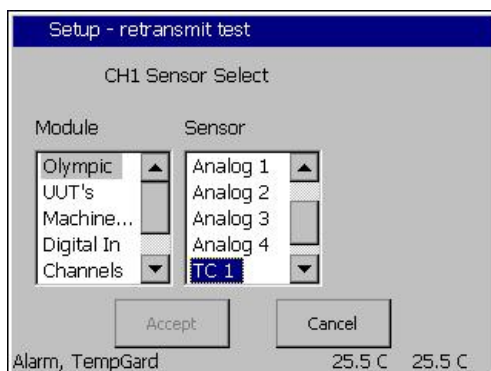 Setup - retransmit test
CH1 Sensor Select
Module Sensor
Olympic Analog 1
UUT's Analog 2
Machine... Analog 3
Digital In Analog 4
Channels TC 1
Accept Cancel
Alarm, TempGard 25.5 C 25.5 C